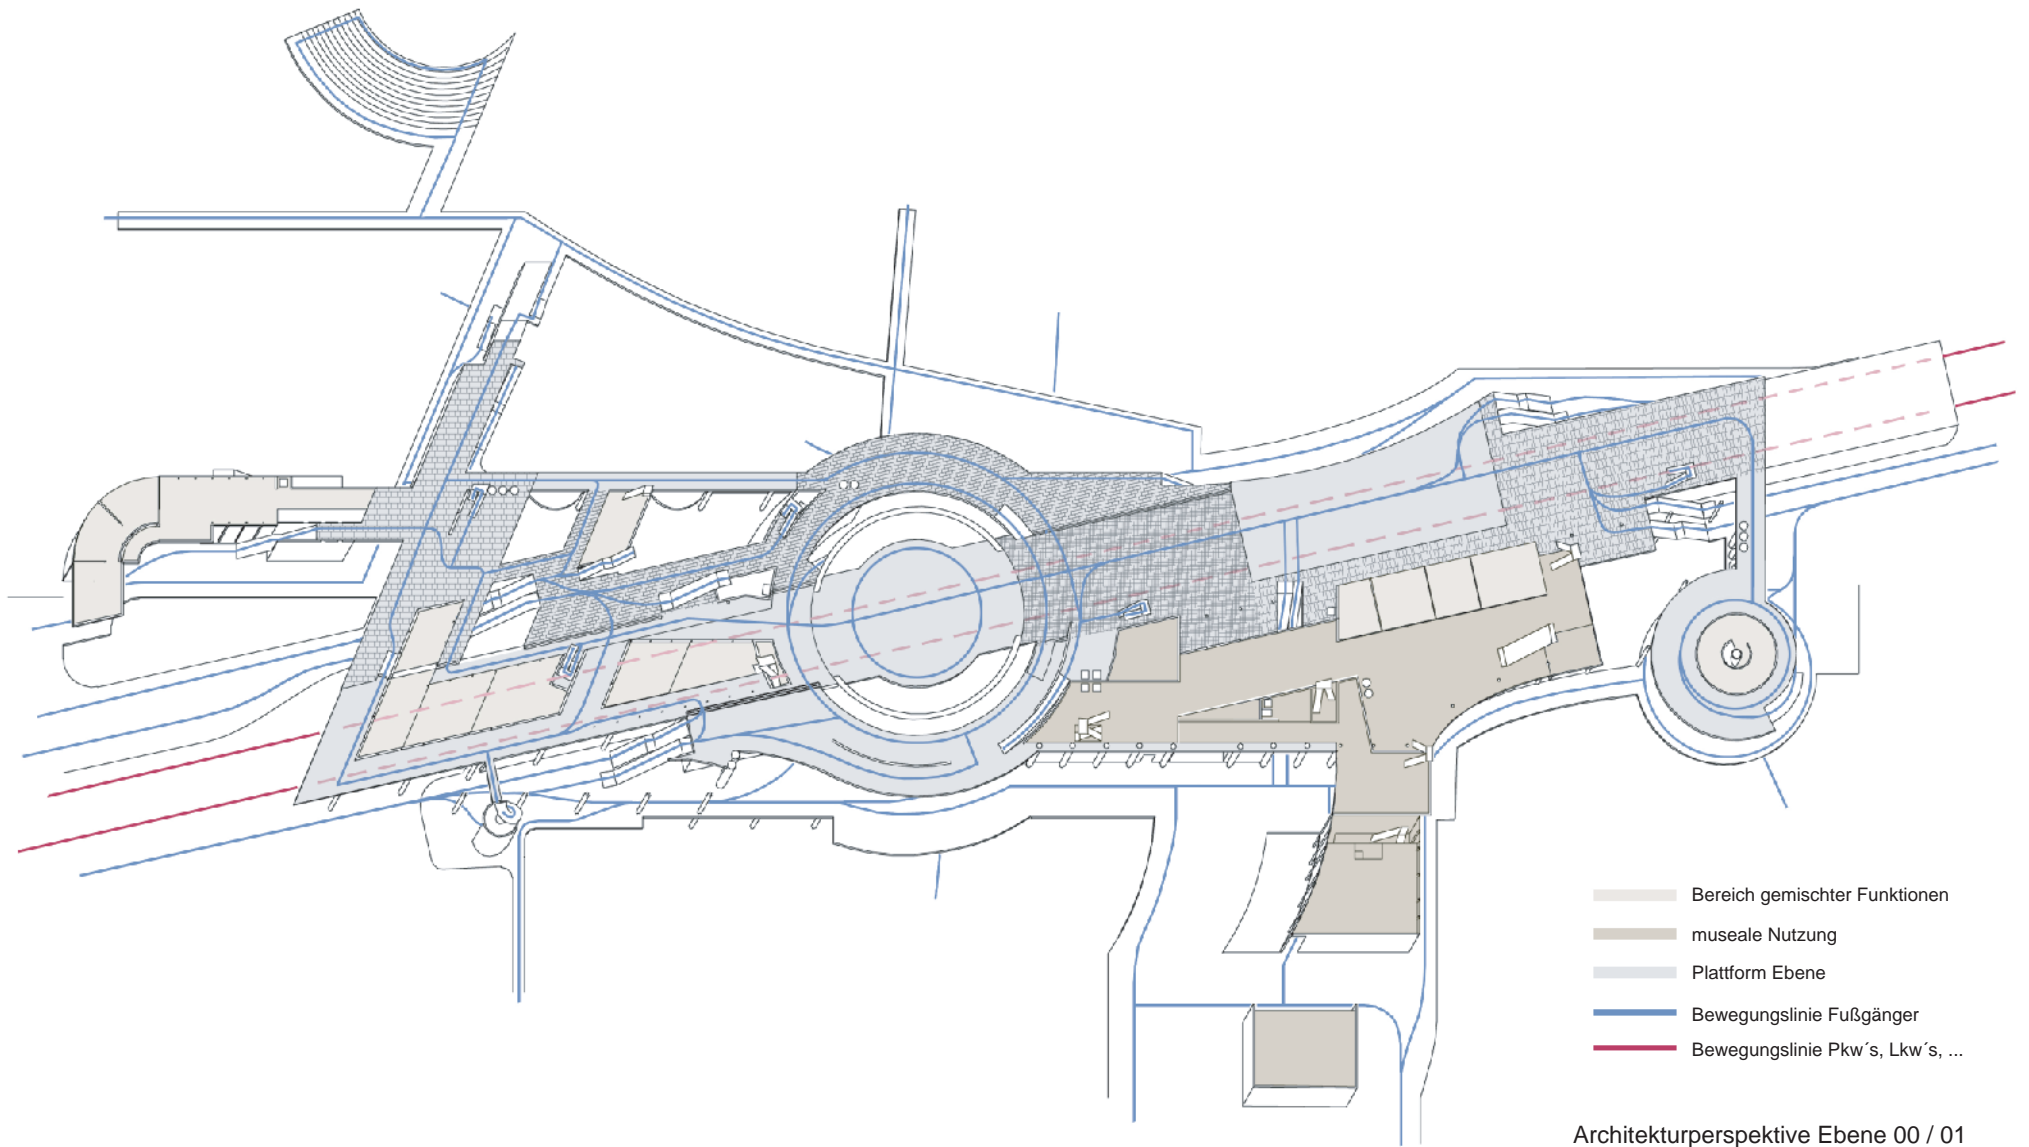 Bereich gemischter Funktionen
museale Nutzung
Plattform Ebene
Bewegungslinie Fußgänger
Bewegungslinie Pkw´s, Lkw´s, ...
Architekturperspektive Ebene 00 / 01